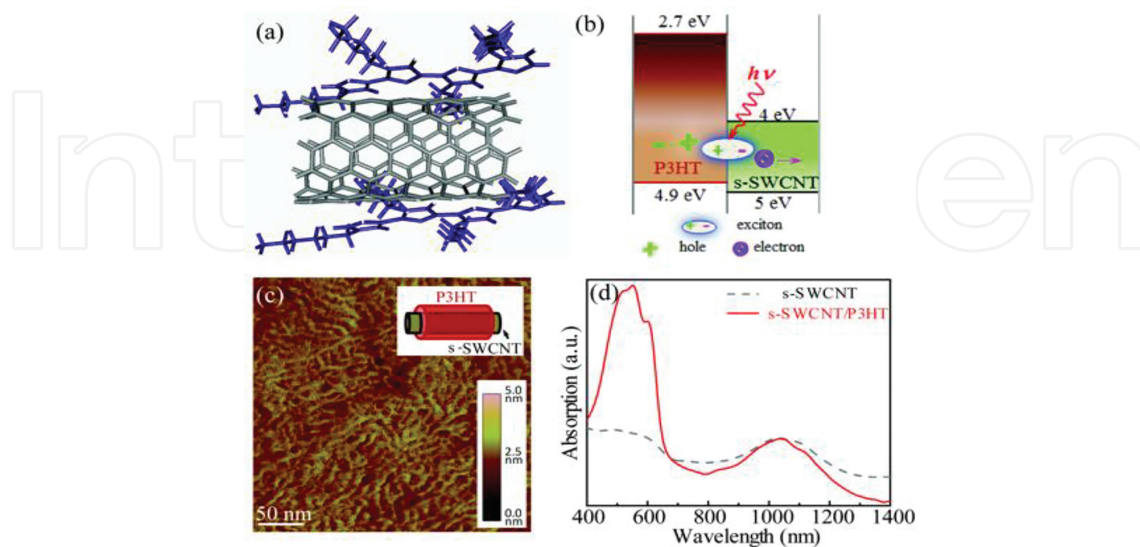 Int
en
(a)
(b)
2.7 eV
hν
4 eV
P3HT
s-SWCNT
4.9 eV
5 eV
exciton
hole
electron
(c)
P3HT
s-SWCNT
5.0
nm
2.5
nm
0.0
nm
50 nm
(d)
s-SWCNT
s-SWCNT/P3HT
Absorption (a.u.)
400 600 800 1000 1200 1400
Wavelength (nm)